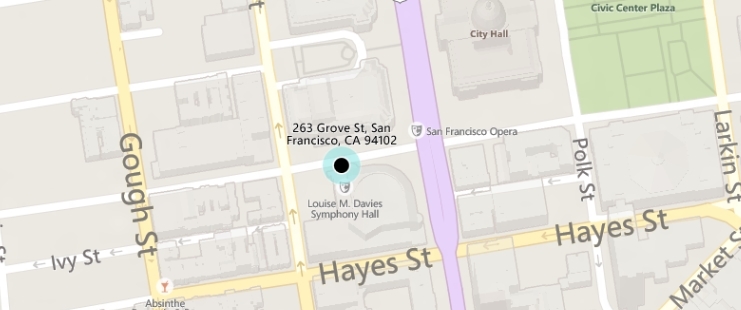 City Hall
Civic Center Plaza
263 Grove St, San
Francisco, CA 94102
San Francisco Opera
Gough St
Polk St
Larkin St
Louise M. Davies
Symphony Hall
Hayes St
Ivy St
Hayes St
Market St
Absinthe